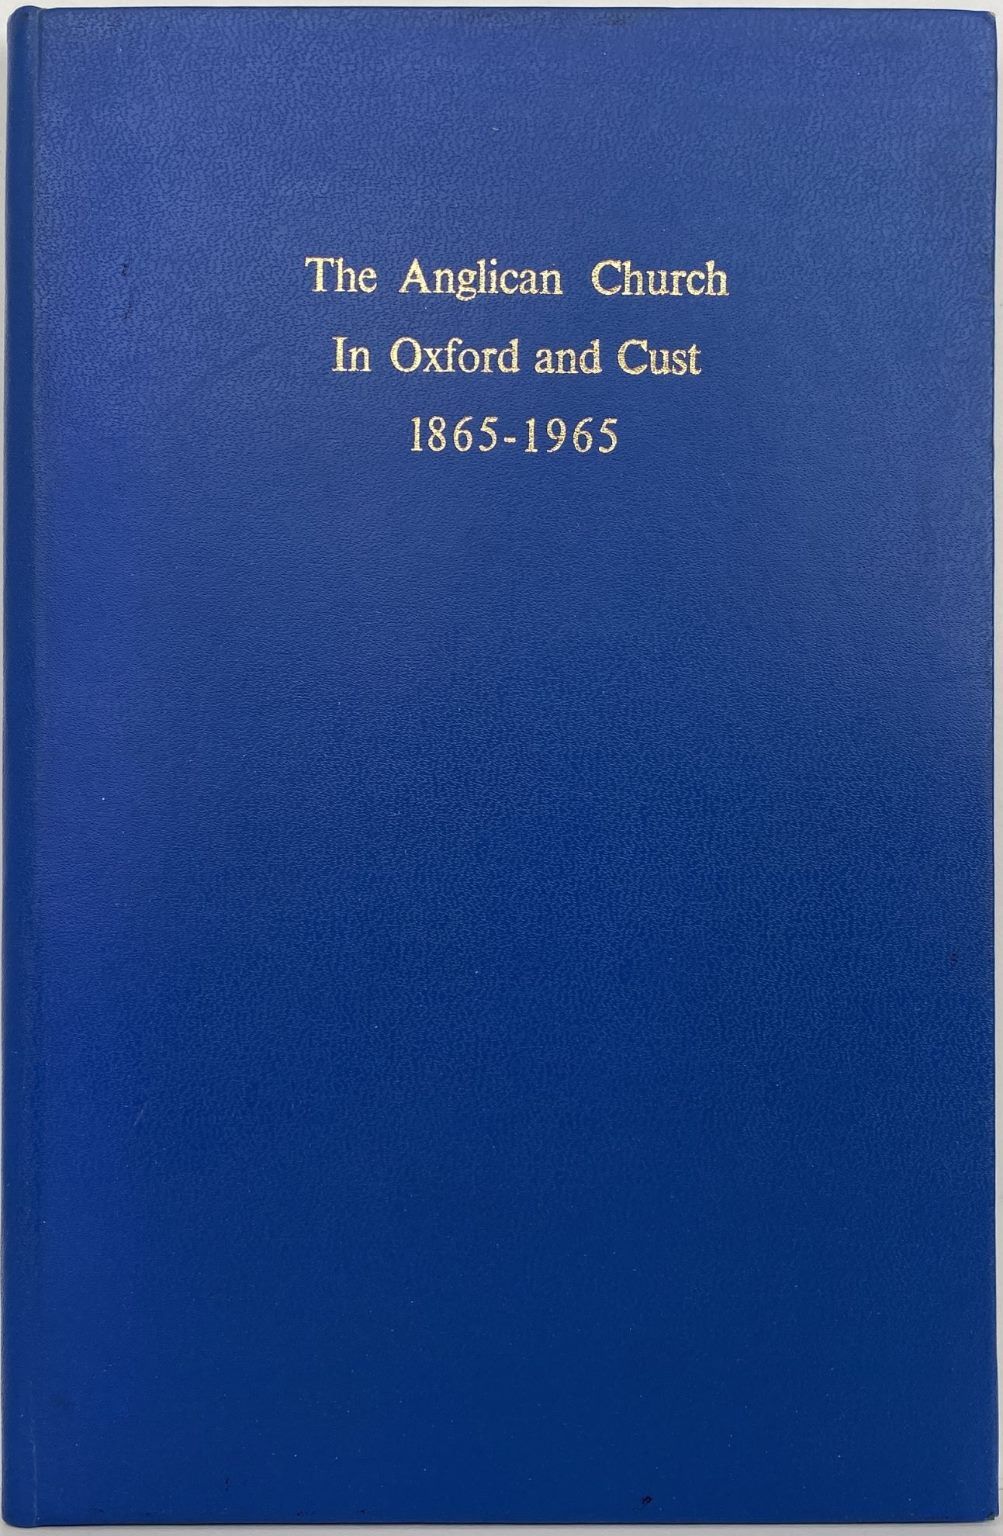 The Anglican Church
In Oxford and Cust
1865-1965